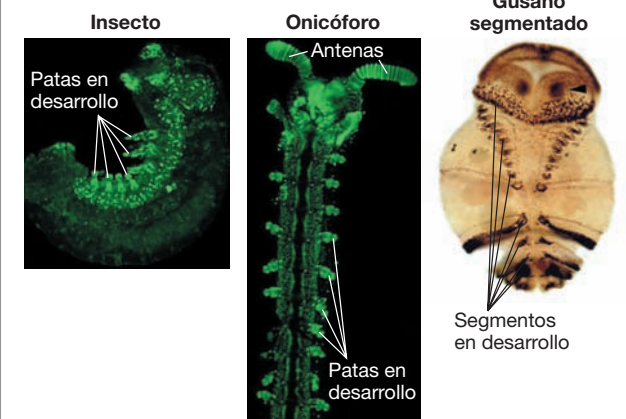 Insecto
Patas en
desarrollo
Onicóforo
Antenas
Patas en
desarrollo
Gusano
segmentado
Segmentos
en desarrollo